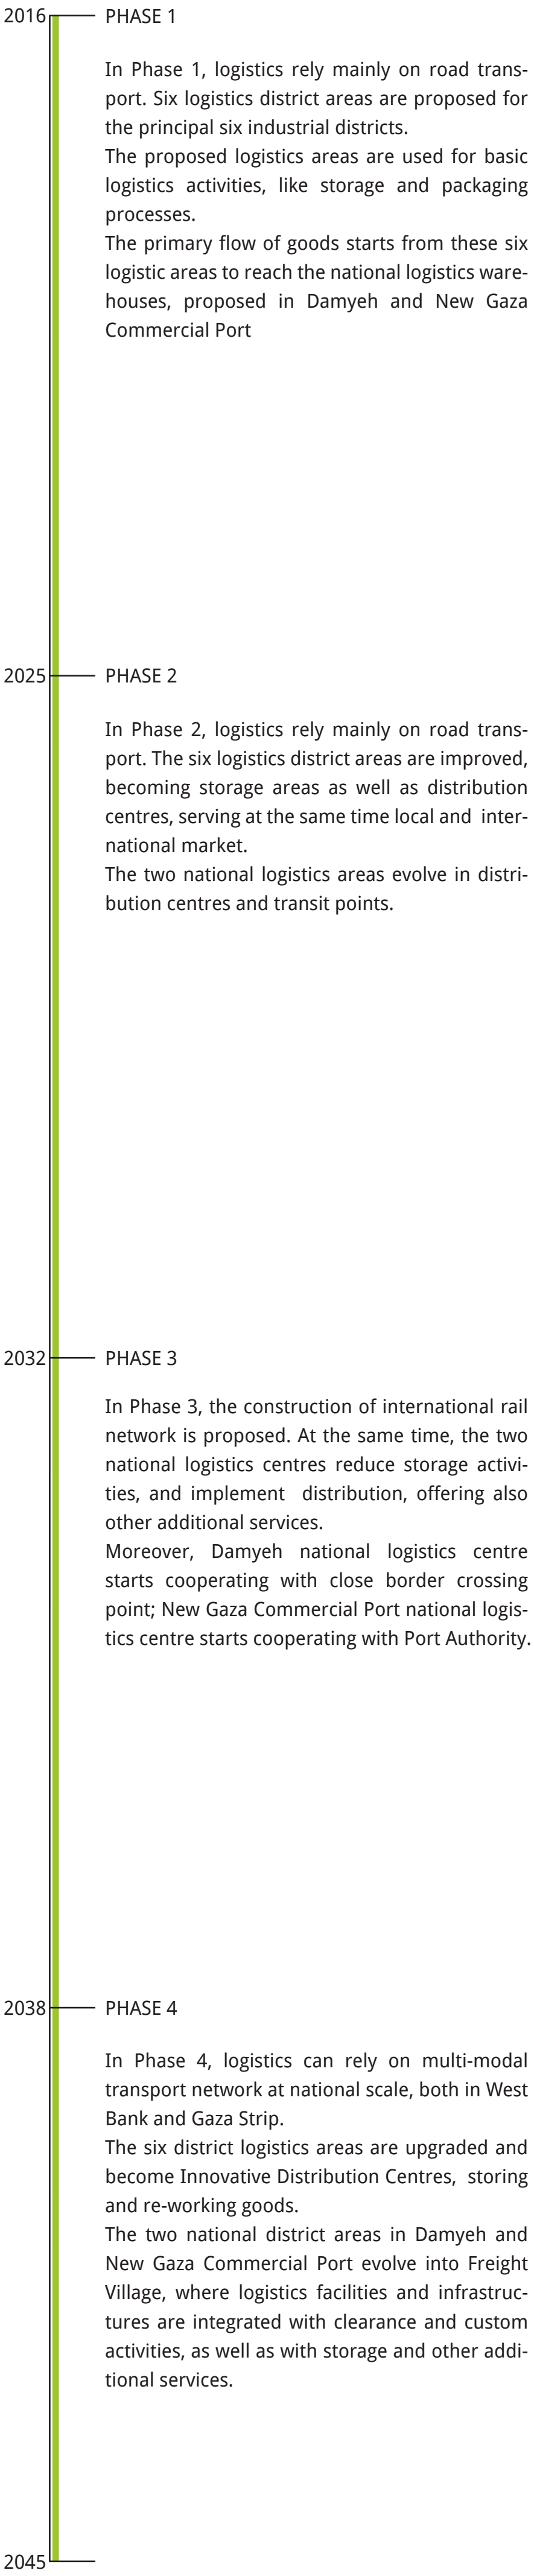 2016 PHASE 1
In Phase 1, logistics rely mainly on road trans-
port. Six logistics district areas are proposed for
the principal six industrial districts.
The proposed logistics areas are used for basic
logistics activities, like storage and packaging
processes.
The primary flow of goods starts from these six
logistic areas to reach the national logistics ware-
houses, proposed in Damyeh and New Gaza
Commercial Port
2025 PHASE 2
In Phase 2, logistics rely mainly on road trans-
port. The six logistics district areas are improved,
becoming storage areas as well as distribution
centres, serving at the same time local and inter-
national market.
The two national logistics areas evolve in distri-
bution centres and transit points.
2032 PHASE 3
In Phase 3, the construction of international rail
network is proposed. At the same time, the two
national logistics centres reduce storage activi-
ties, and implement distribution, offering also
other additional services.
Moreover, Damyeh national logistics centre
starts cooperating with close border crossing
point; New Gaza Commercial Port national logis-
tics centre starts cooperating with Port Authority.
2038 PHASE 4
In Phase 4, logistics can rely on multi-modal
transport network at national scale, both in West
Bank and Gaza Strip.
The six district logistics areas are upgraded and
become Innovative Distribution Centres, storing
and re-working goods.
The two national district areas in Damyeh and
New Gaza Commercial Port evolve into Freight
Village, where logistics facilities and infrastruc-
tures are integrated with clearance and custom
activities, as well as with storage and other addi-
tional services.
2045